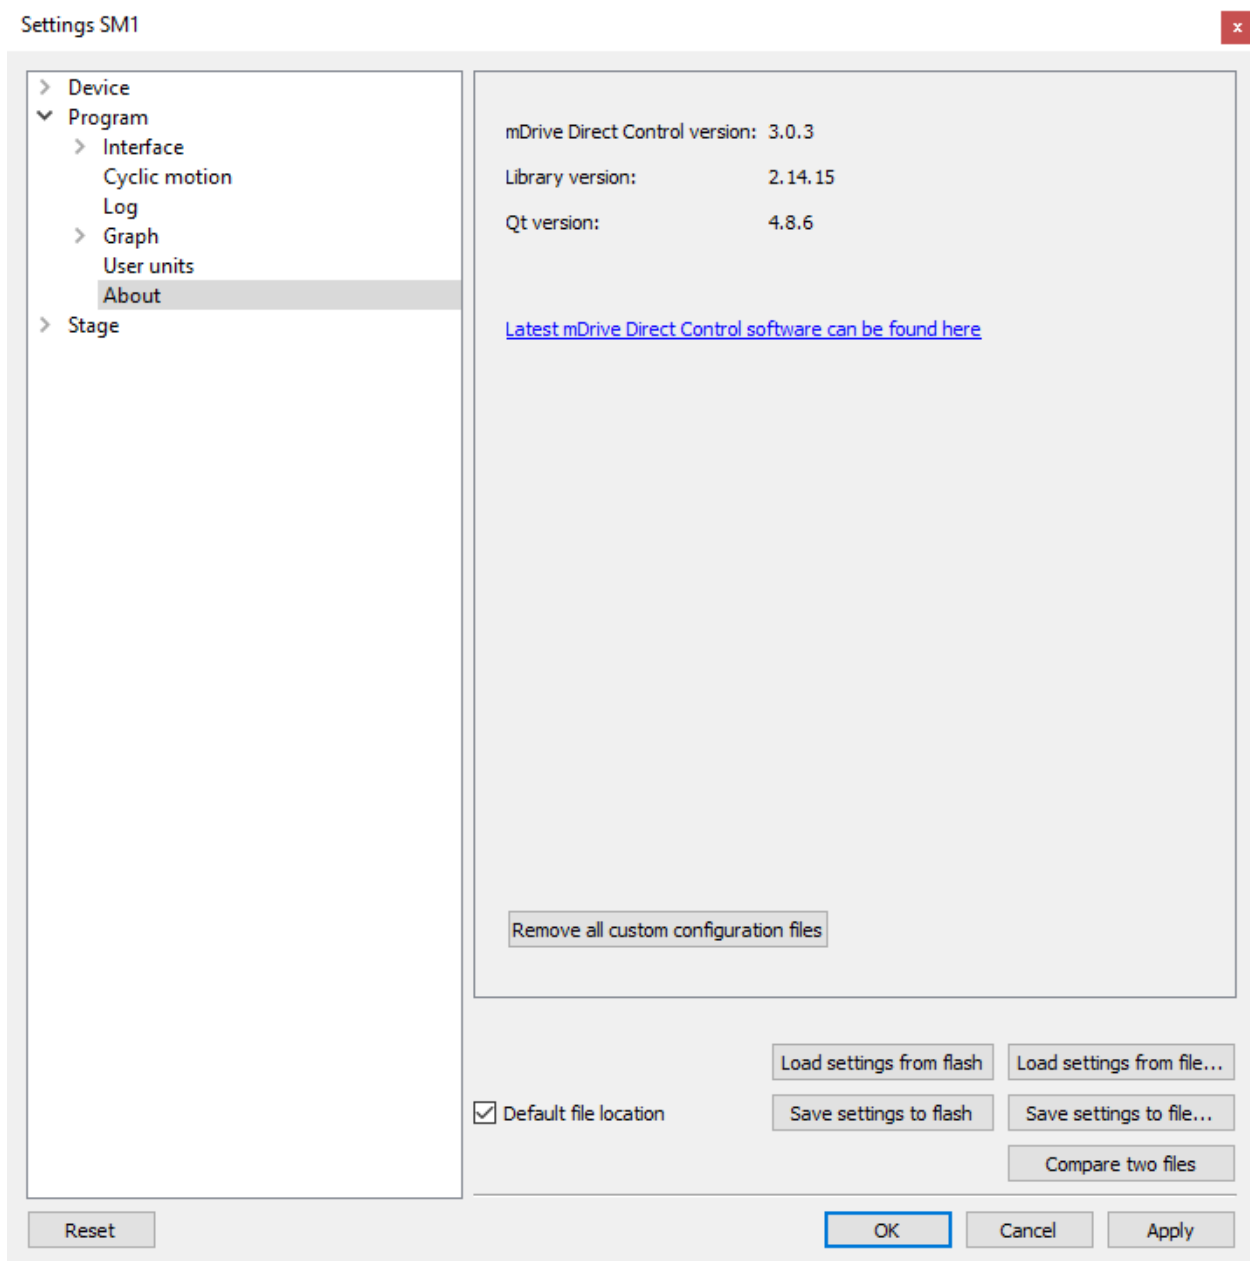 Settings SM1
x
Device
Program
Interface
Cyclic motion
Log
Graph
User units
About
Stage
mDrive Direct Control version: 3.0.3
Library version: 2.14.15
Qt version: 4.8.6
Latest mDrive Direct Control software can be found here
Remove all custom configuration files
Load settings from flash Load settings from file...
Default file location Save settings to flash Save settings to file...
Compare two files
Reset OK Cancel Apply